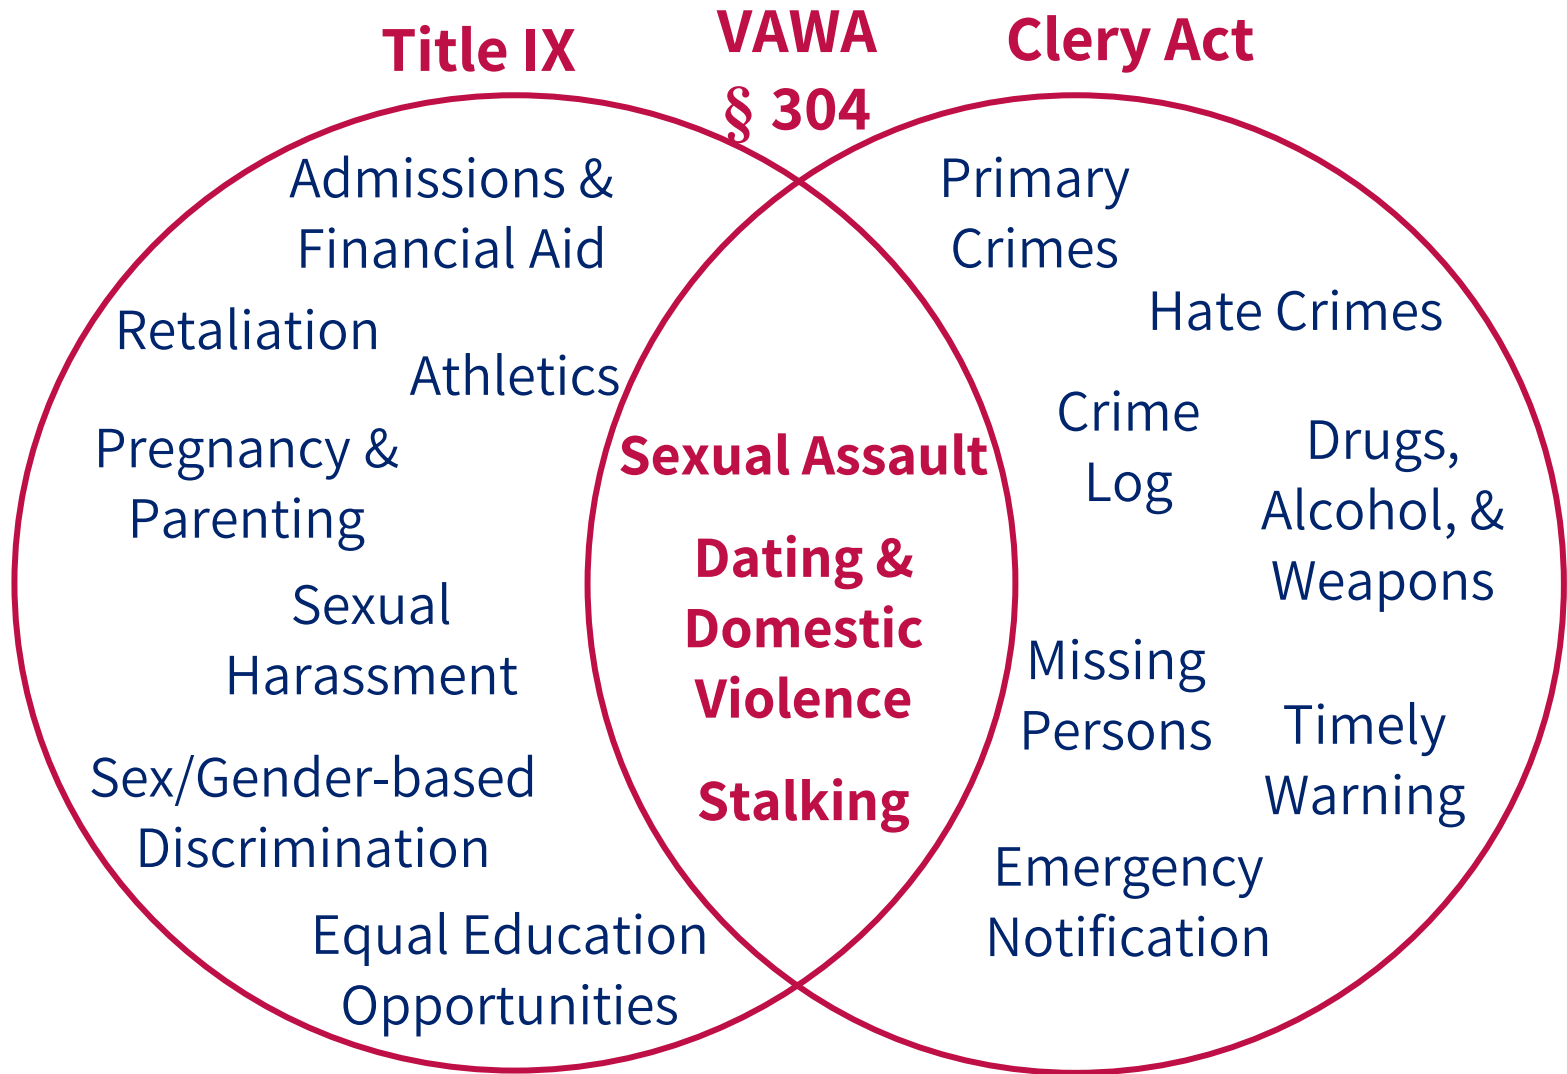 Title IX
VAWA
§ 304
Clery Act
Admissions &
Financial Aid
Retaliation
Athletics
Pregnancy &
Parenting
Sexual
Harassment
Sex/Gender-based
Discrimination
Equal Education
Opportunities
Sexual Assault
Dating &
Domestic
Violence
Stalking
Primary
Crimes
Hate Crimes
Crime
Log
Drugs,
Alcohol, &
Weapons
Missing
Persons
Timely
Warning
Emergency
Notification